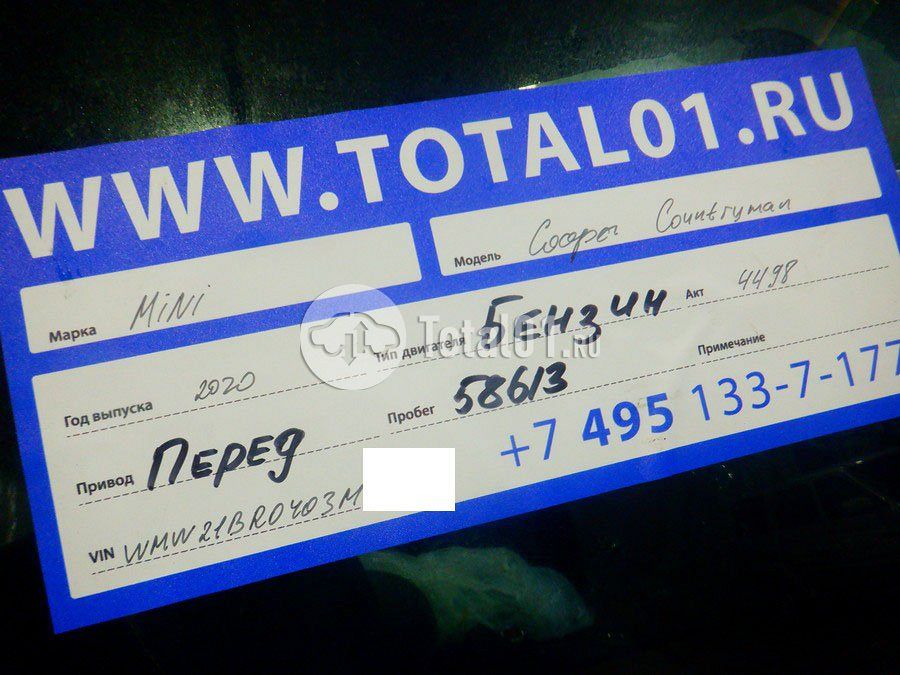 WWW.TOTAL01.RU
Марка MINI Модель Cooper Countryman
Год выпуска 2020 Тип двигателя Бензин Акт 4498
Привод Перед Пробег 58613 Примечание
VIN WMW21BR0403M +7 495 133-7-177
Total01.RU